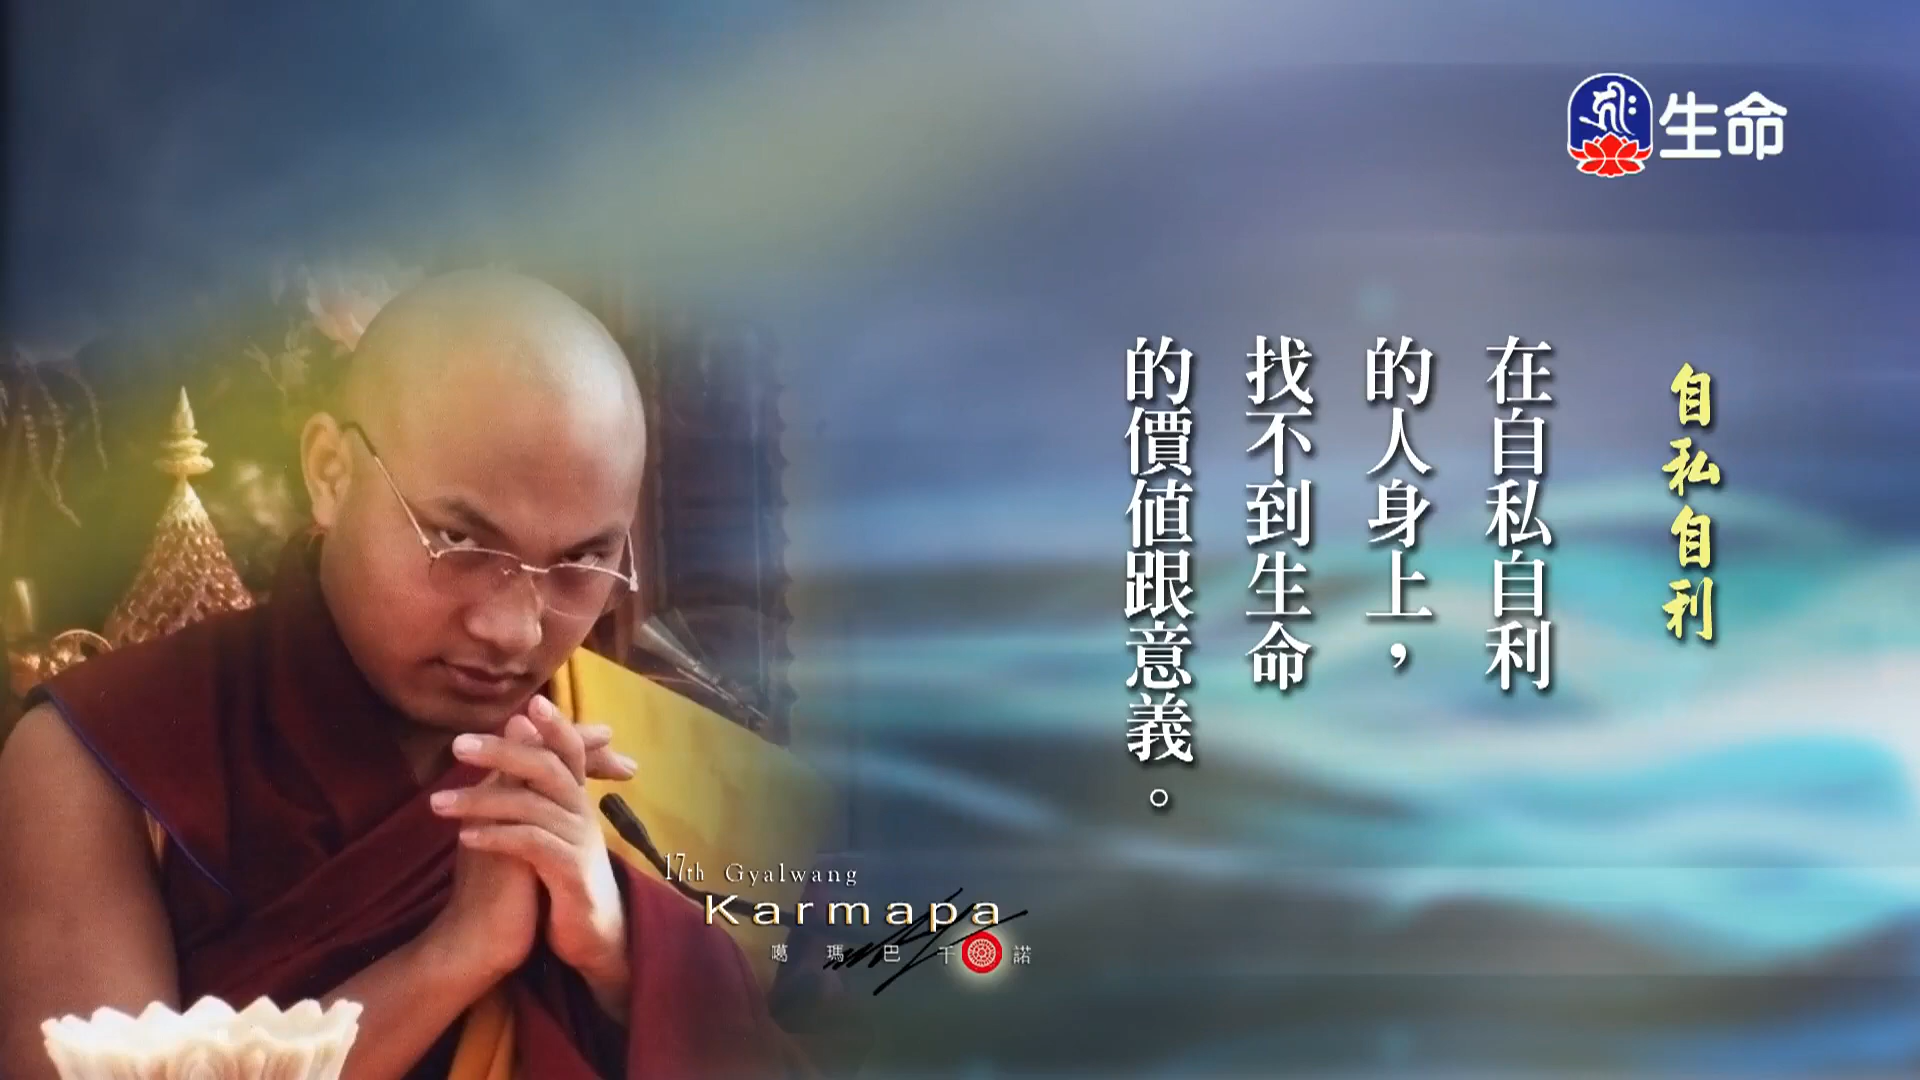 生命
自私自利
在自私自利
的人身上，
找不到生命
的價值跟意義。
17th Gyalwang
Karmapa
噶瑪巴千諾